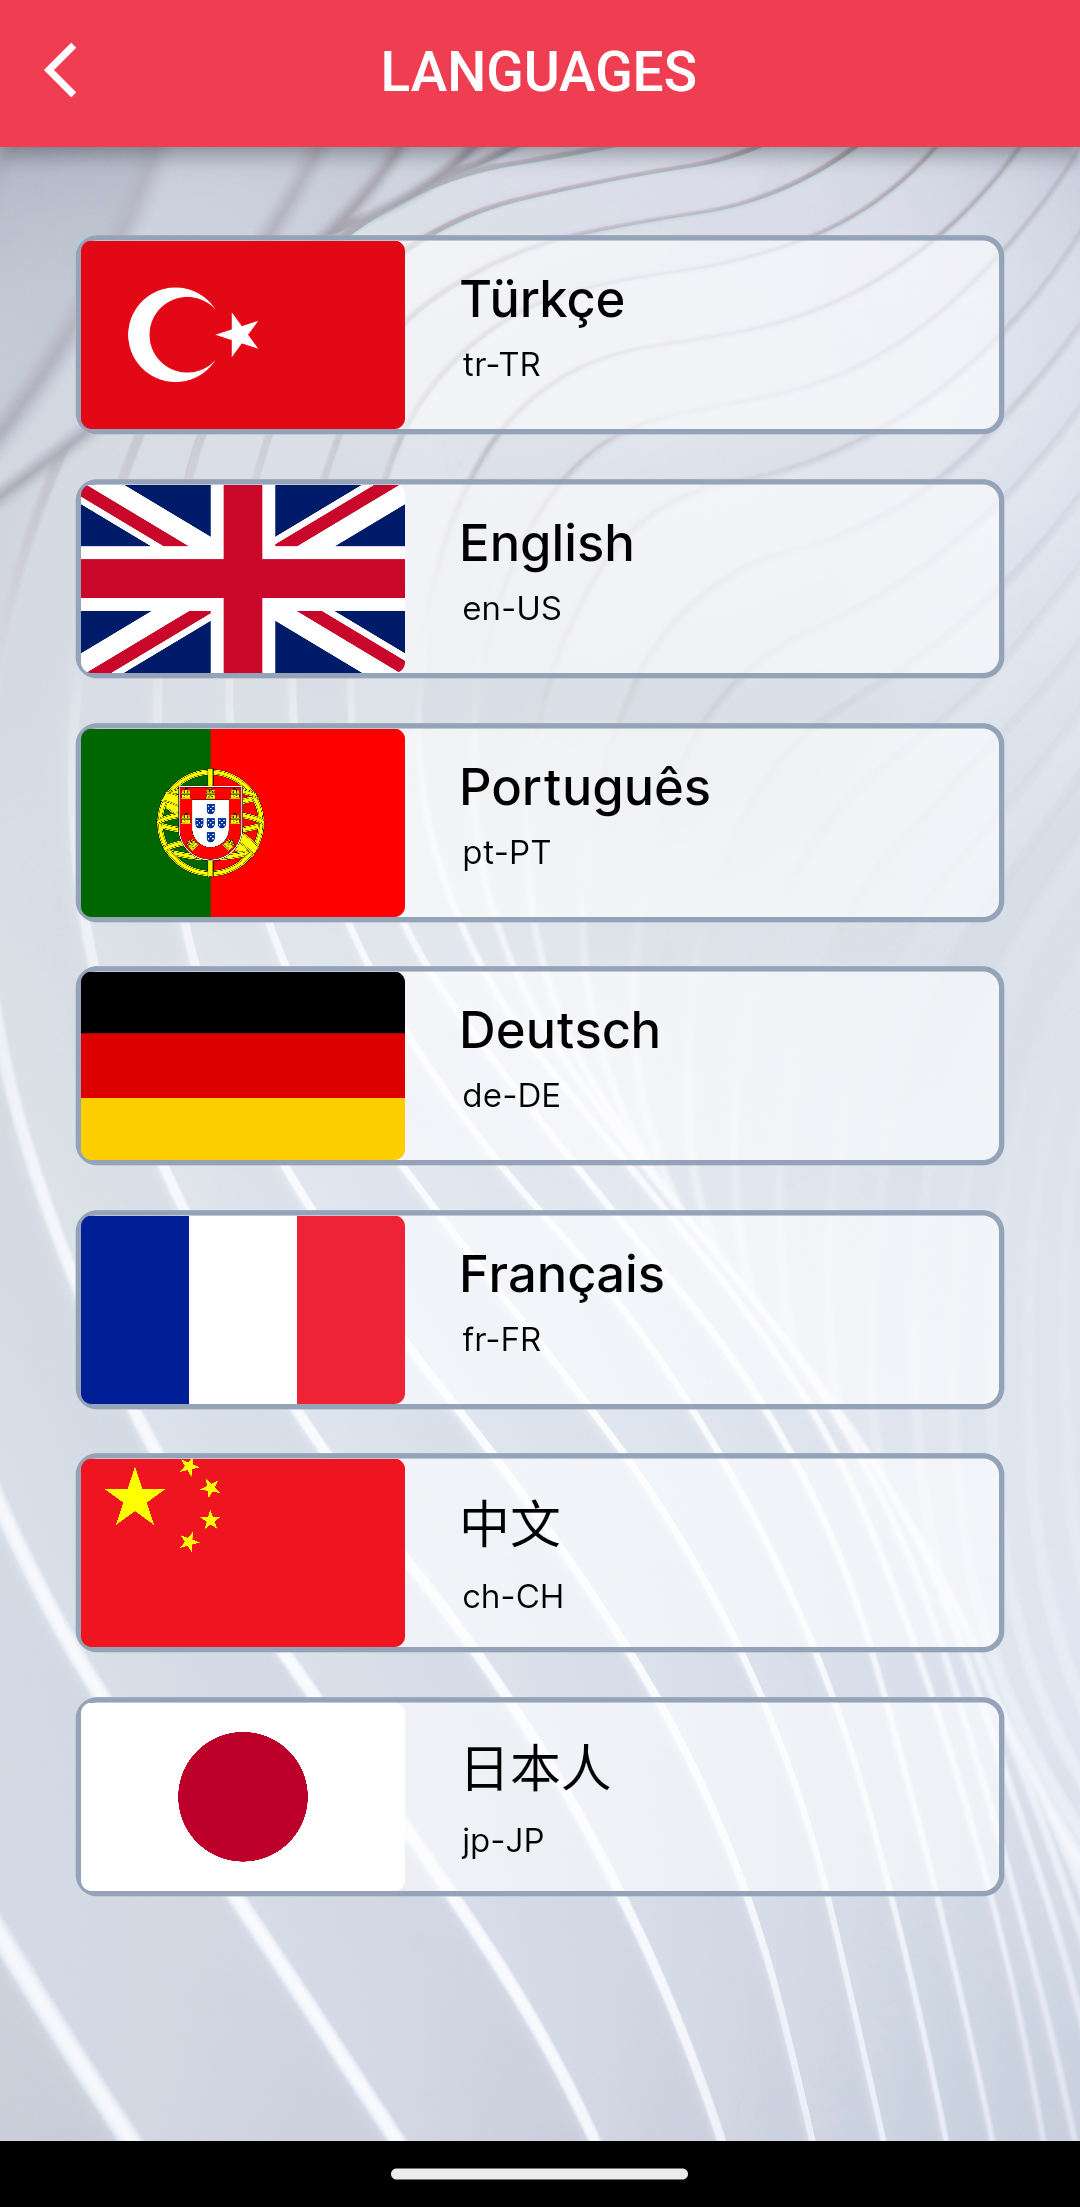 LANGUAGES
Türkçe
tr-TR
English
en-US
Português
pt-PT
Deutsch
de-DE
Français
fr-FR
中文
ch-CH
日本人
jp-JP